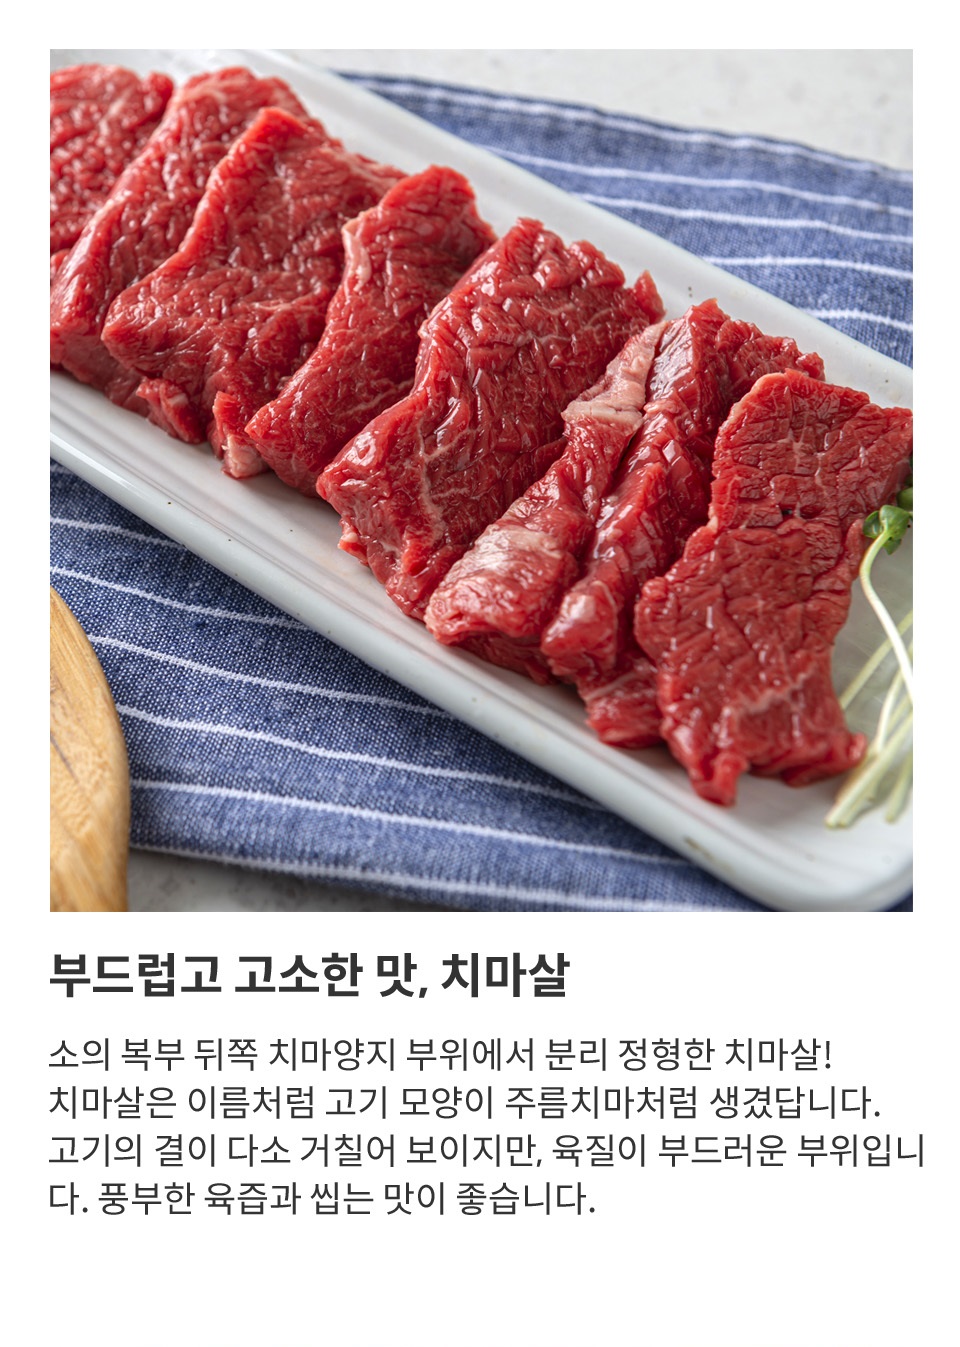 부드럽고 고소한 맛, 치마살
소의 복부 뒤쪽 치마양지 부위에서 분리 정형한 치마살!
치마살은 이름처럼 고기 모양이 주름치마처럼 생겼답니다.
고기의 결이 다소 거칠어 보이지만, 육질이 부드러운 부위입니
다. 풍부한 육즙과 씹는 맛이 좋습니다.